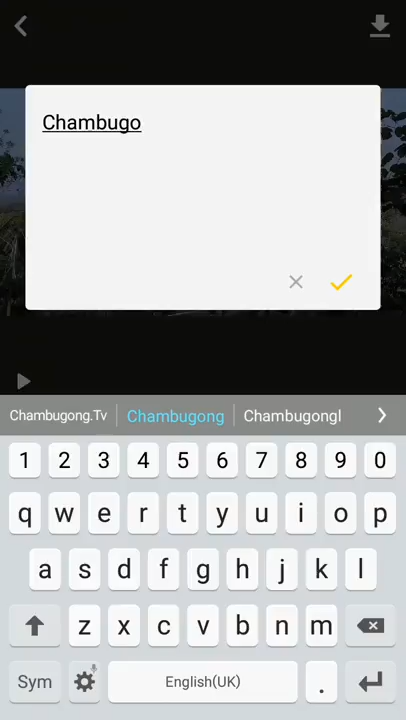 Chambugo
Chambugong.Tv Chambugong Chambugongl
1 2 3 4 5 6 7 8 9 0
q w e r t y u i o p
a s d f g h j k l
z x c v b n m
Sym English(UK) .